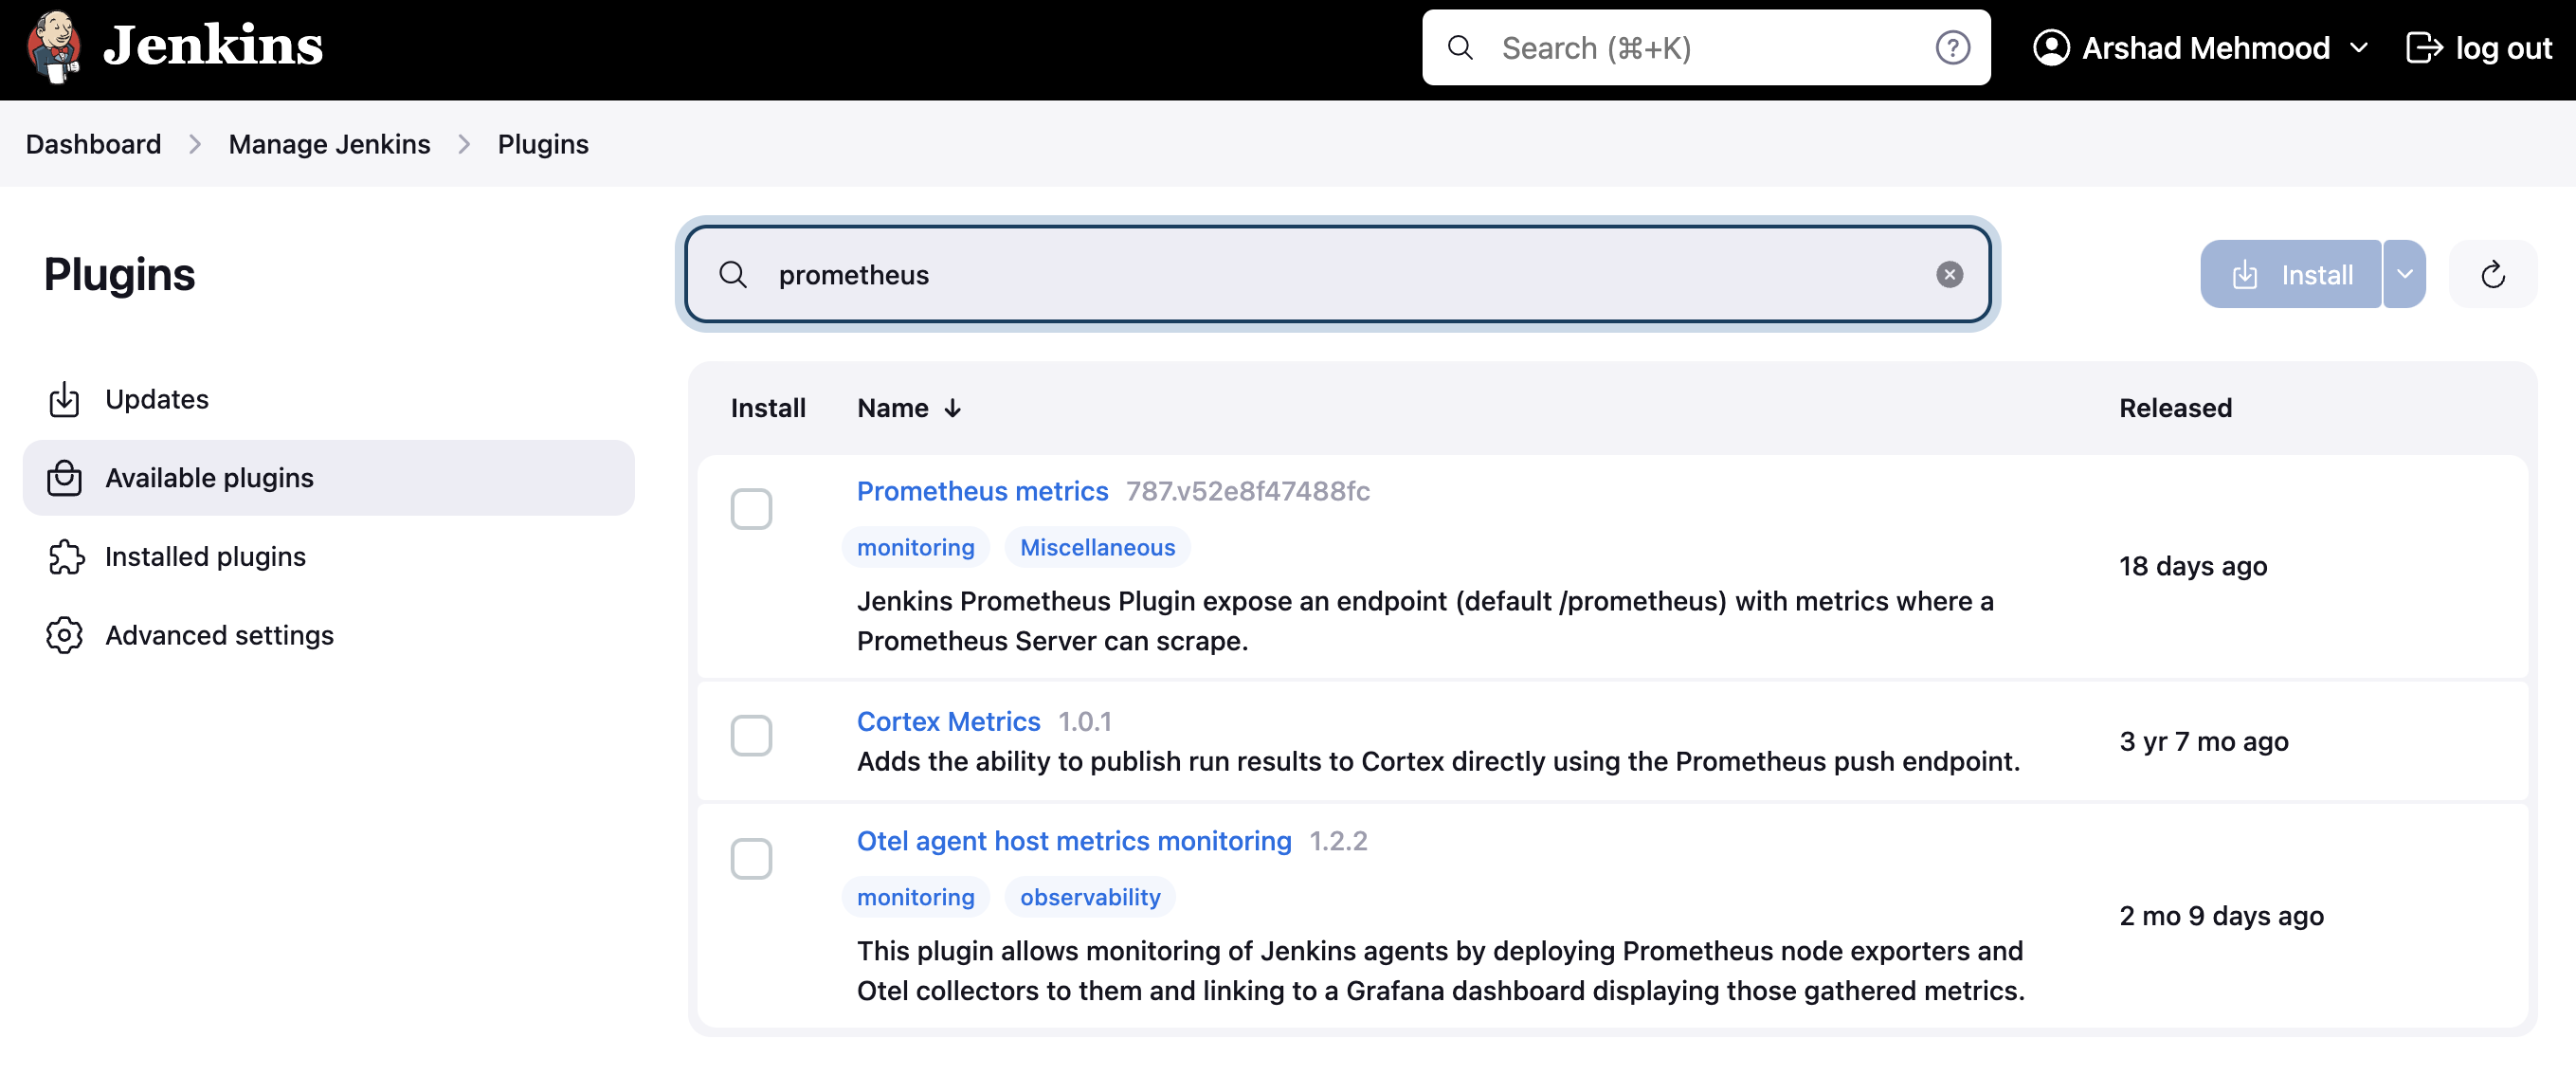 Jenkins
Search (⌘+K)
Arshad Mehmood
log out
Dashboard
Manage Jenkins
Plugins
Plugins
prometheus
Install
Updates
Available plugins
Installed plugins
Advanced settings
Install Name ↓ Released
Prometheus metrics 787.v52e8f47488fc
monitoring Miscellaneous
Jenkins Prometheus Plugin expose an endpoint (default /prometheus) with metrics where a
Prometheus Server can scrape.
18 days ago
Cortex Metrics 1.0.1
Adds the ability to publish run results to Cortex directly using the Prometheus push endpoint.
3 yr 7 mo ago
Otel agent host metrics monitoring 1.2.2
monitoring observability
This plugin allows monitoring of Jenkins agents by deploying Prometheus node exporters and
Otel collectors to them and linking to a Grafana dashboard displaying those gathered metrics.
2 mo 9 days ago